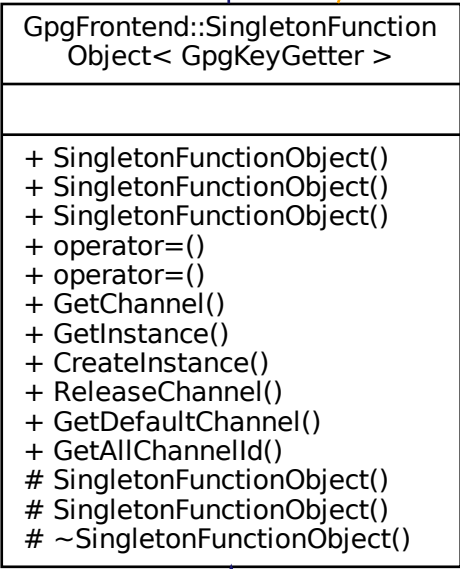 GpgFrontend::SingletonFunction
Object< GpgKeyGetter >
+ SingletonFunctionObject()
+ SingletonFunctionObject()
+ SingletonFunctionObject()
+ operator=()
+ operator=()
+ GetChannel()
+ GetInstance()
+ CreateInstance()
+ ReleaseChannel()
+ GetDefaultChannel()
+ GetAllChannelId()
# SingletonFunctionObject()
# SingletonFunctionObject()
# ~SingletonFunctionObject()